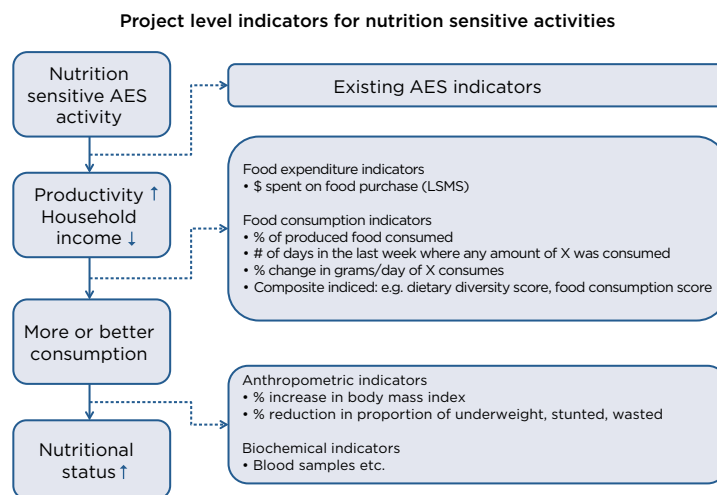 Project level indicators for nutrition sensitive activities
Nutrition
sensitive AES
activity
Existing AES indicators
Productivity ↑
Household
income ↓
Food expenditure indicators
• $ spent on food purchase (LSMS)
Food consumption indicators
• % of produced food consumed
• # of days in the last week where any amount of X was consumed
• % change in grams/day of X consumes
• Composite indiced: e.g. dietary diversity score, food consumption score
More or better
consumption
Anthropometric indicators
• % increase in body mass index
• % reduction in proportion of underweight, stunted, wasted
Biochemical indicators
• Blood samples etc.
Nutritional
status ↑